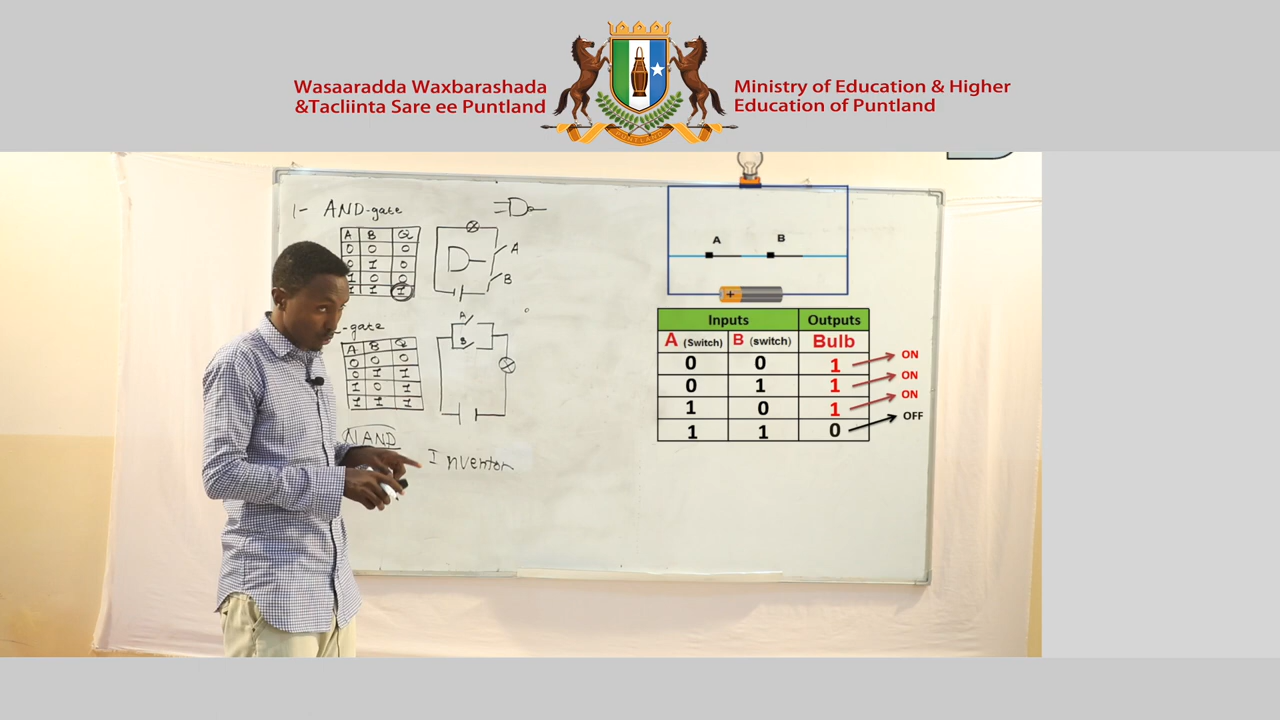 Wasaaradda Waxbarashada
&Tacliinta Sare ee Puntland
PUNTLAND
Ministry of Education & Higher
Education of Puntland
1- AND-gate
A B Q
0 0 0
0 1 0
1 0 0
1 1 1
A
B
-gate
A B Q
0 0 0
0 1 1
1 0 1
1 1 1
A
B
NAND
Inventor
A B
+
Inputs Outputs
A (Switch) B (switch) Bulb
0 0 1 ON
0 1 1 ON
1 0 1 ON
1 1 0 OFF